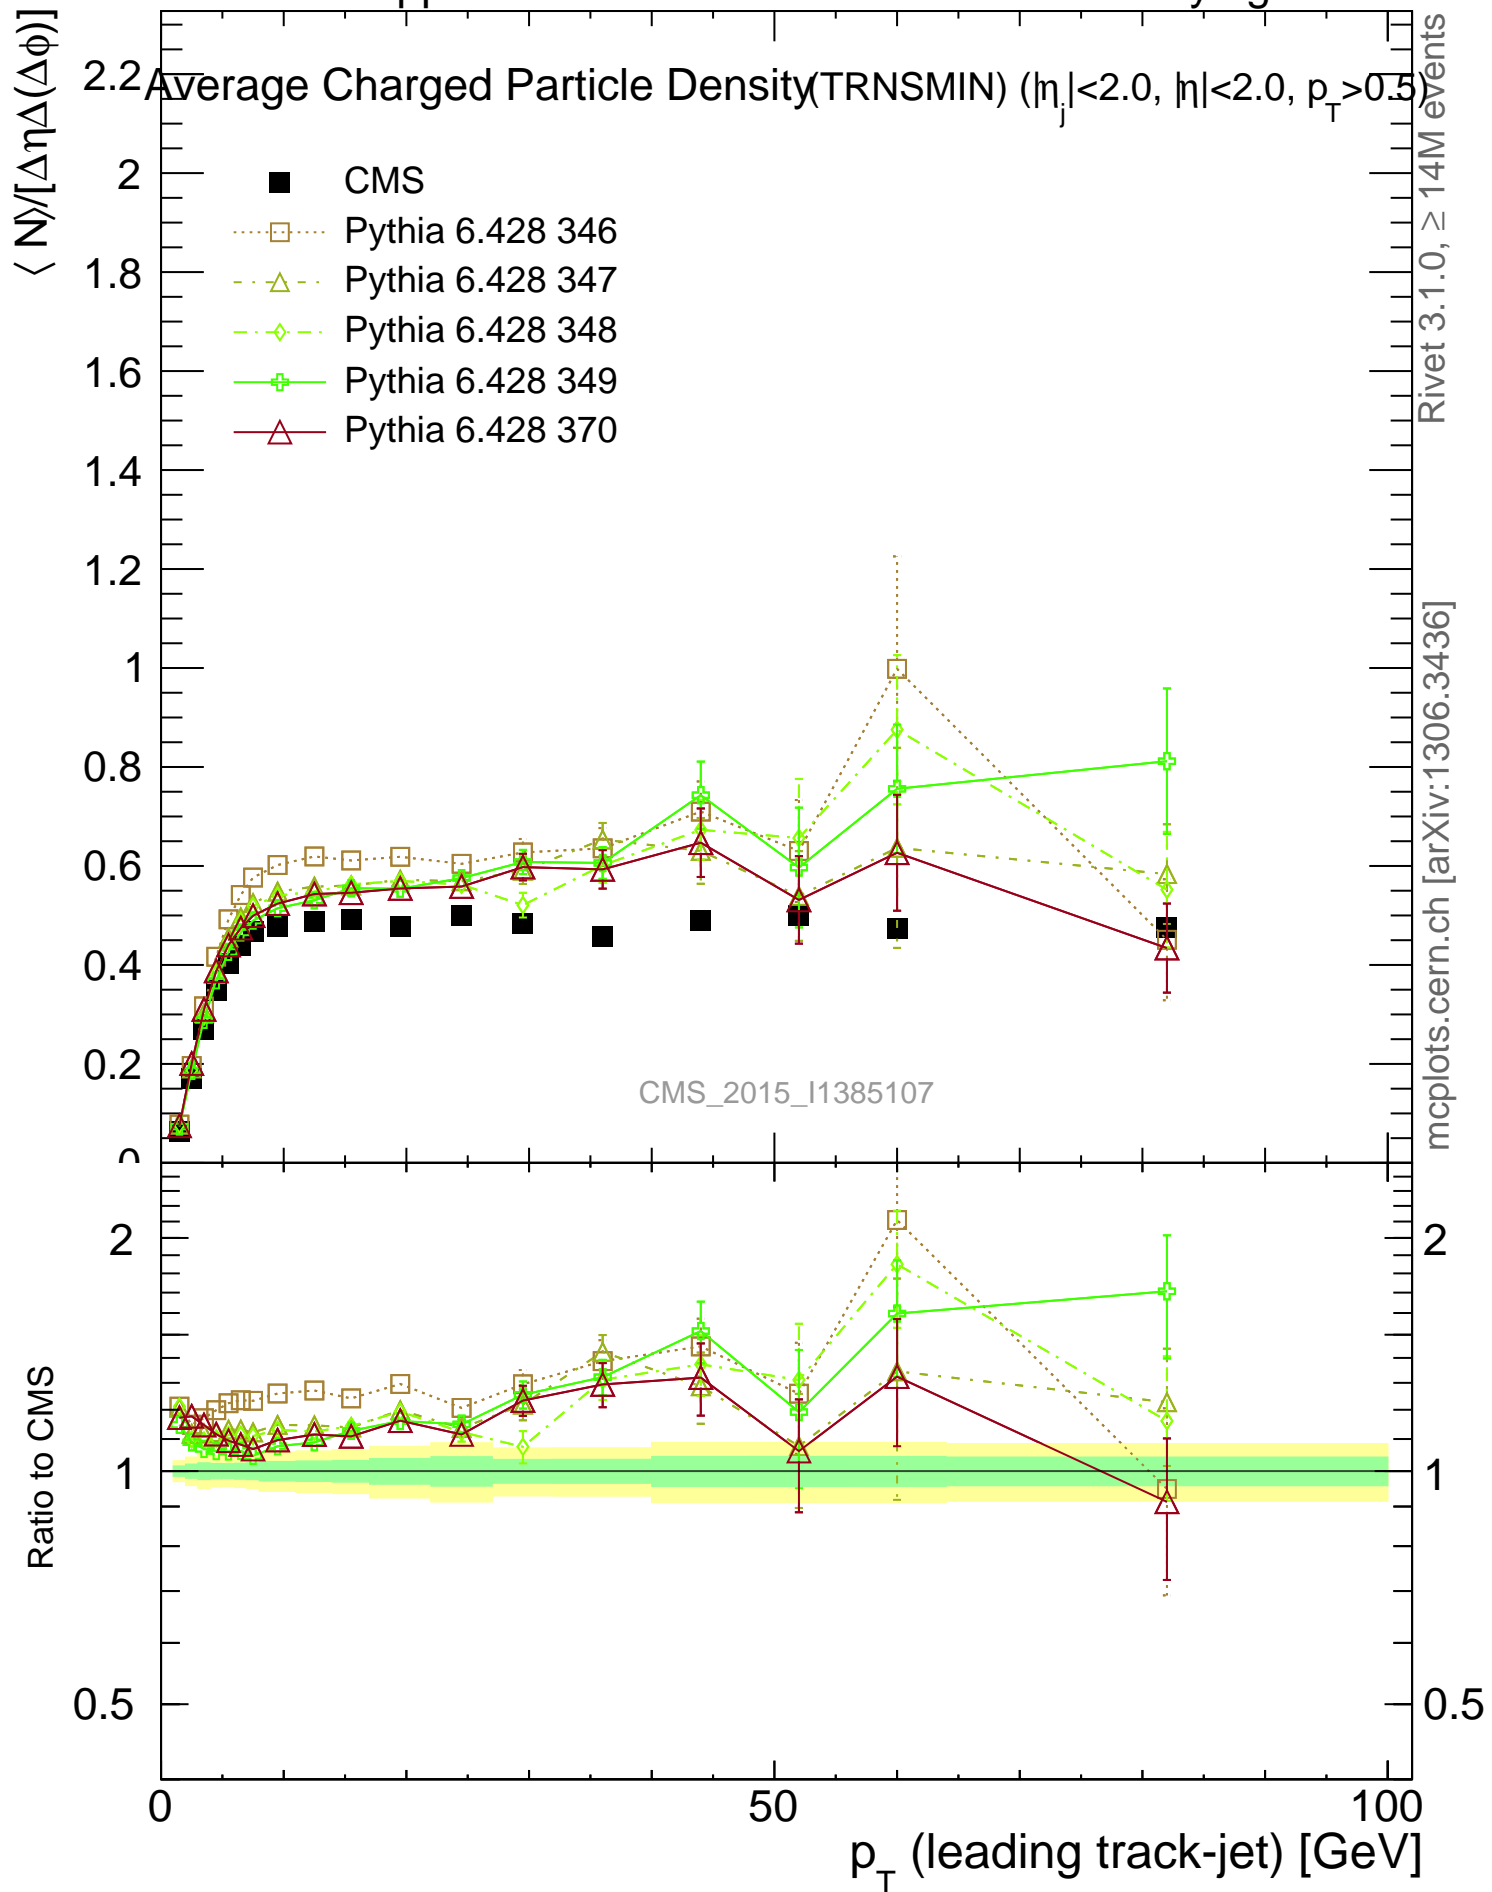 ⟨ N⟩/[ΔηΔ(Δϕ)]
Average Charged Particle Density(TRNSMIN) (|η_j|<2.0, |η|<2.0, p_T>0.5)
CMS
Pythia 6.428 346
Pythia 6.428 347
Pythia 6.428 348
Pythia 6.428 349
Pythia 6.428 370
2.2
2
1.8
1.6
1.4
1.2
1
0.8
0.6
0.4
0.2
0
CMS_2015_I1385107
Rivet 3.1.0, ≥ 14M events
mcplots.cern.ch [arXiv:1306.3436]
Ratio to CMS
2
1
0.5
2
1
0.5
0
50
100
p_T (leading track-jet) [GeV]